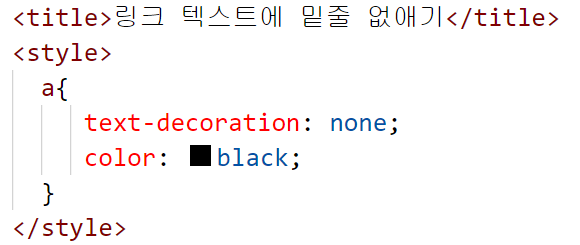 <title>링크 텍스트에 밑줄 없애기</title>
<style>
a{
text-decoration: none;
color: black;
}
</style>